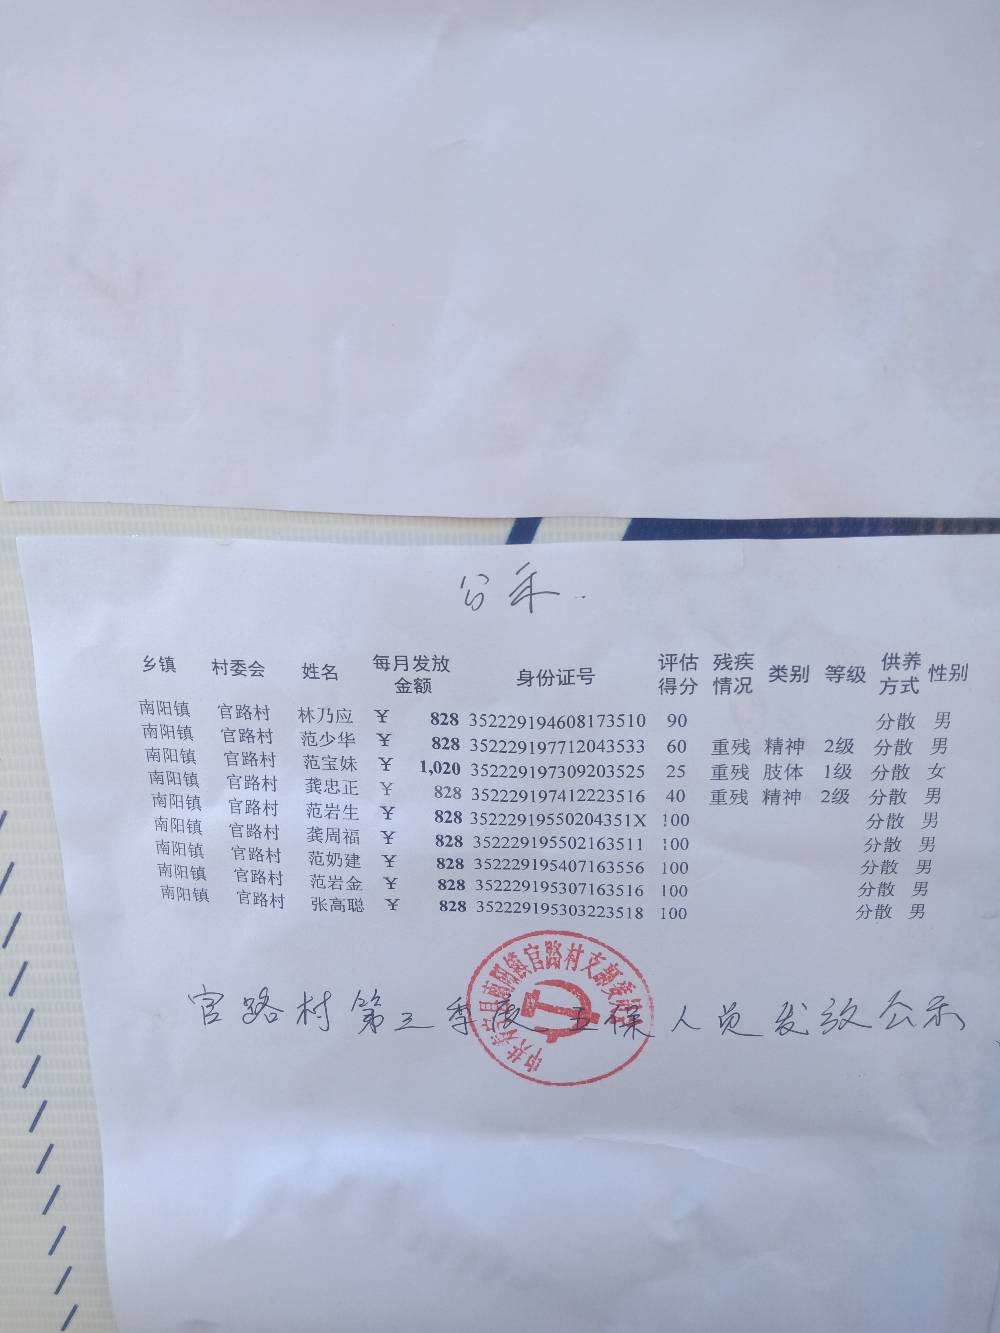 公示
乡镇 村委会 姓名 每月发放金额 身份证号 评估得分 残疾情况 类别 等级 供养方式 性别
南阳镇 官路村 林乃应 ¥ 828 352229194608173510 90 分散 男
南阳镇 官路村 范少华 ¥ 828 352229197712043533 60 重残 精神 2级 分散 男
南阳镇 官路村 范宝妹 ¥ 1,020 352229197309203525 25 重残 肢体 1级 分散 女
南阳镇 官路村 龚忠正 ¥ 828 352229197412223516 40 重残 精神 2级 分散 男
南阳镇 官路村 范岩生 ¥ 828 35222919550204351X 100 分散 男
南阳镇 官路村 龚周福 ¥ 828 352229195502163511 100 分散 男
南阳镇 官路村 范奶建 ¥ 828 352229195407163556 100 分散 男
南阳镇 官路村 范岩金 ¥ 828 352229195307163516 100 分散 男
南阳镇 官路村 张高聪 ¥ 828 352229195303223518 100 分散 男
官路村第三季度五保人员发放公示